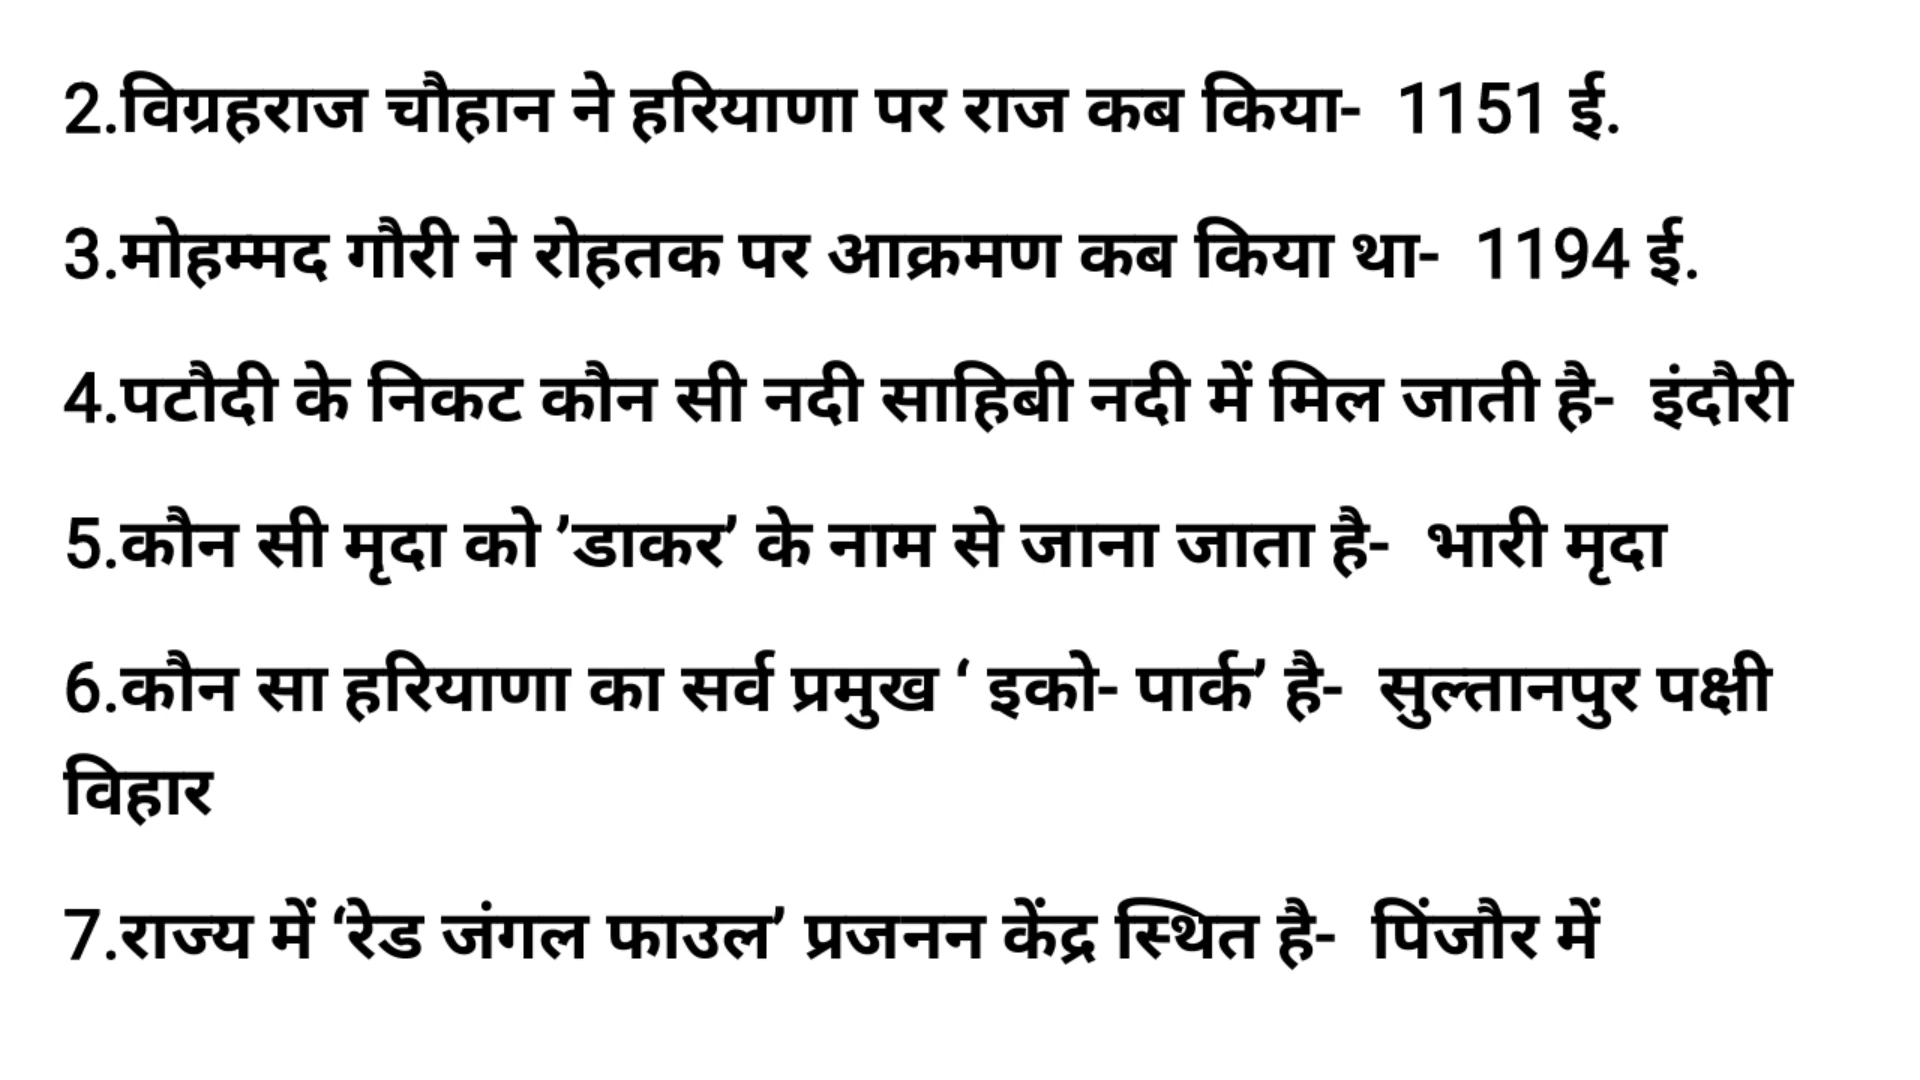 2.विग्रहराज चौहान ने हरियाणा पर राज कब किया-  1151 ई.
3.मोहम्मद गौरी ने रोहतक पर आक्रमण कब किया था-  1194 ई.
4.पटौदी के निकट कौन सी नदी साहिबी नदी में मिल जाती है-  इंदौरी
5.कौन सी मृदा को ’डाकर’ के नाम से जाना जाता है-  भारी मृदा
6.कौन सा हरियाणा का सर्व प्रमुख ‘ इको- पार्क’ है-  सुल्तानपुर पक्षी
विहार
7.राज्य में ‘रेड जंगल फाउल’ प्रजनन केंद्र स्थित है-  पिंजौर में